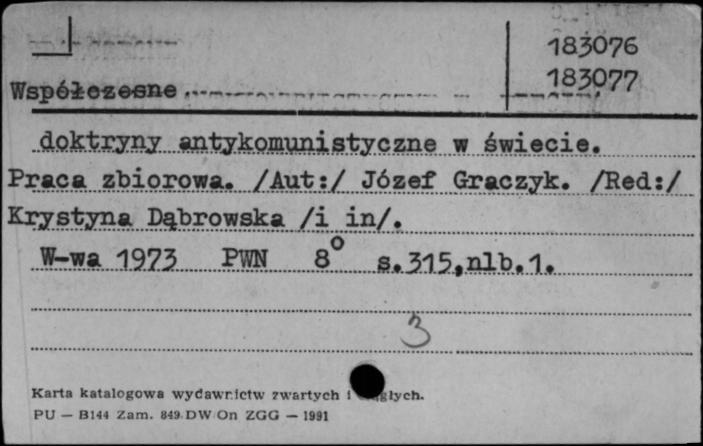 183076
183077
Współczesne
doktryny antykomunistyczne w świecie.
Praca zbiorowa. /Aut:/ Józef Graczyk. /Red:/
Krystyna Dąbrowska /i in/.
W-wa 1973 PWN 8° s.315,nlb.1.
3
Karta katalogowa wydawnictw zwartych i
PU — B144 Zam. 849 DW/On ZGG — 1991